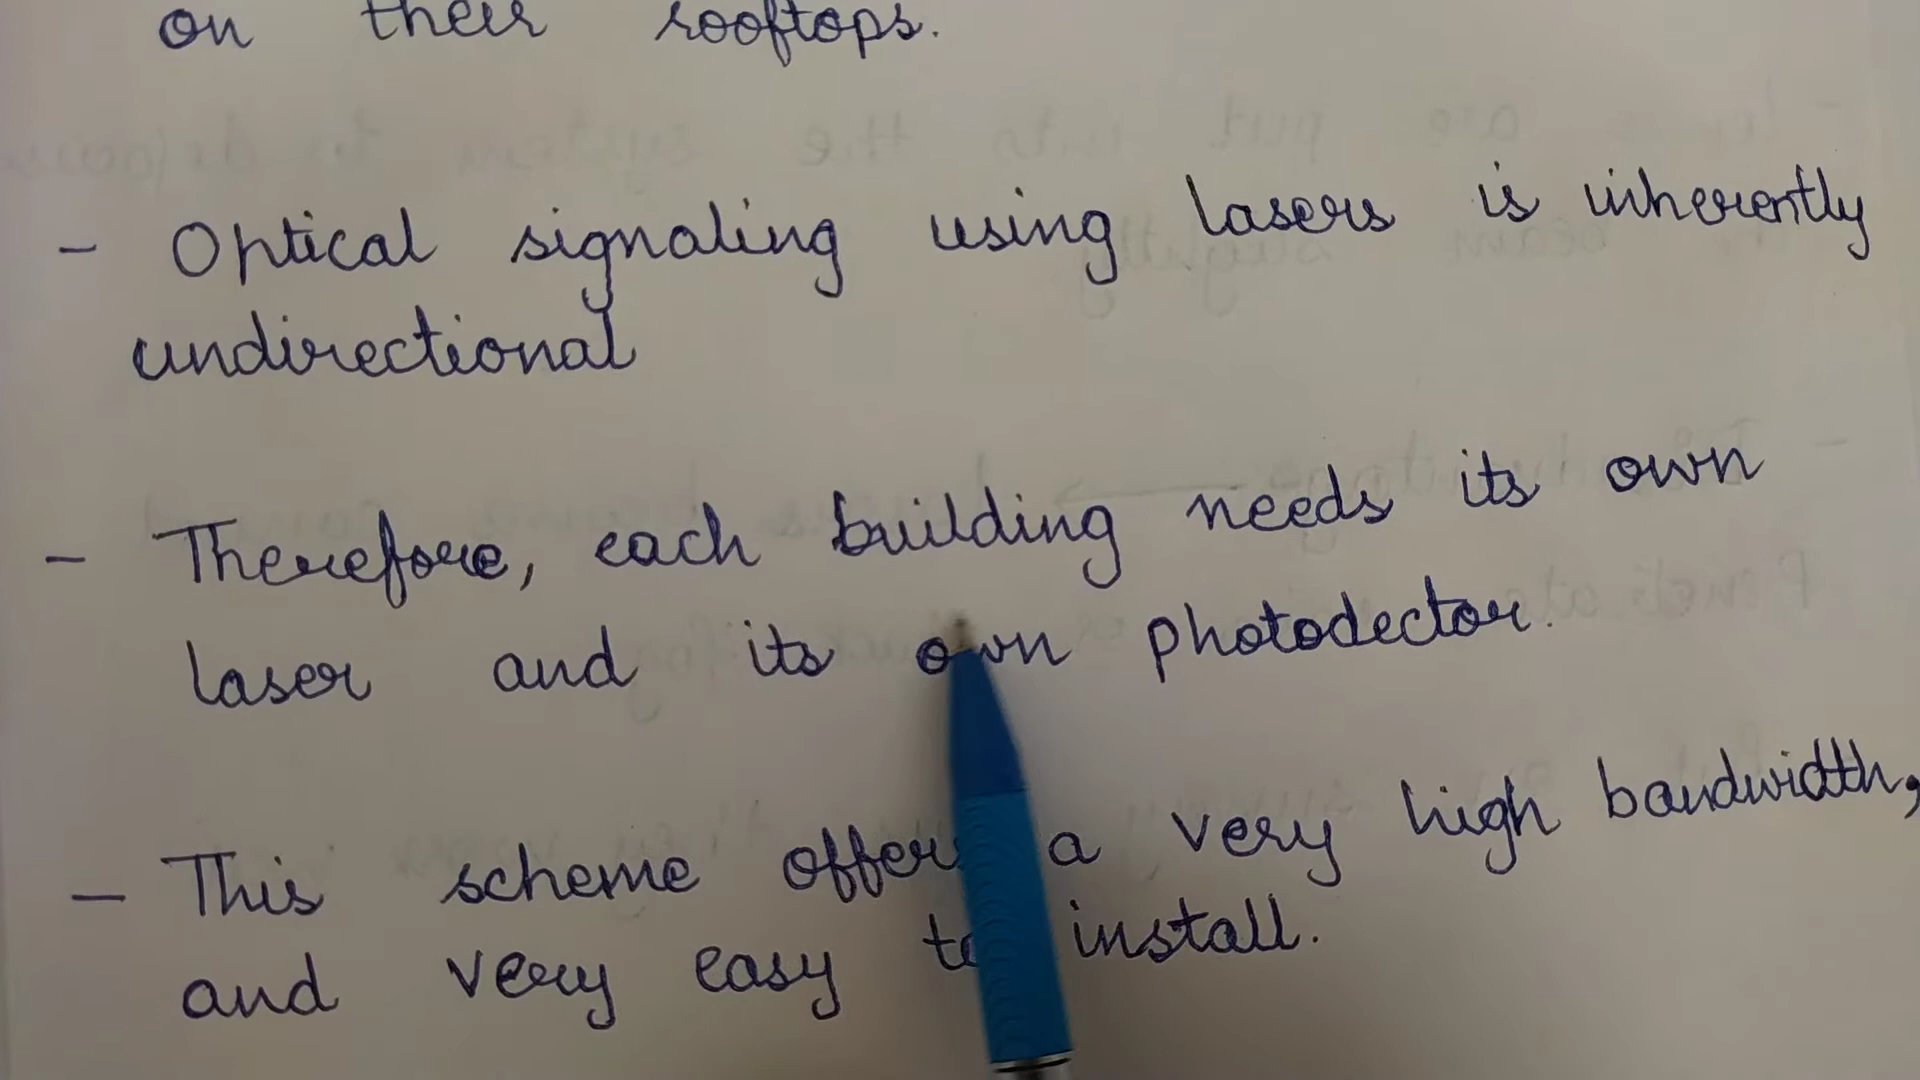 on their rooftops.
- Optical signaling using lasers is inherently
undirectional
- Therefore, each building needs its own
laser and its own photodector.
- This scheme offers a very high bandwidth,
and very easy to install.